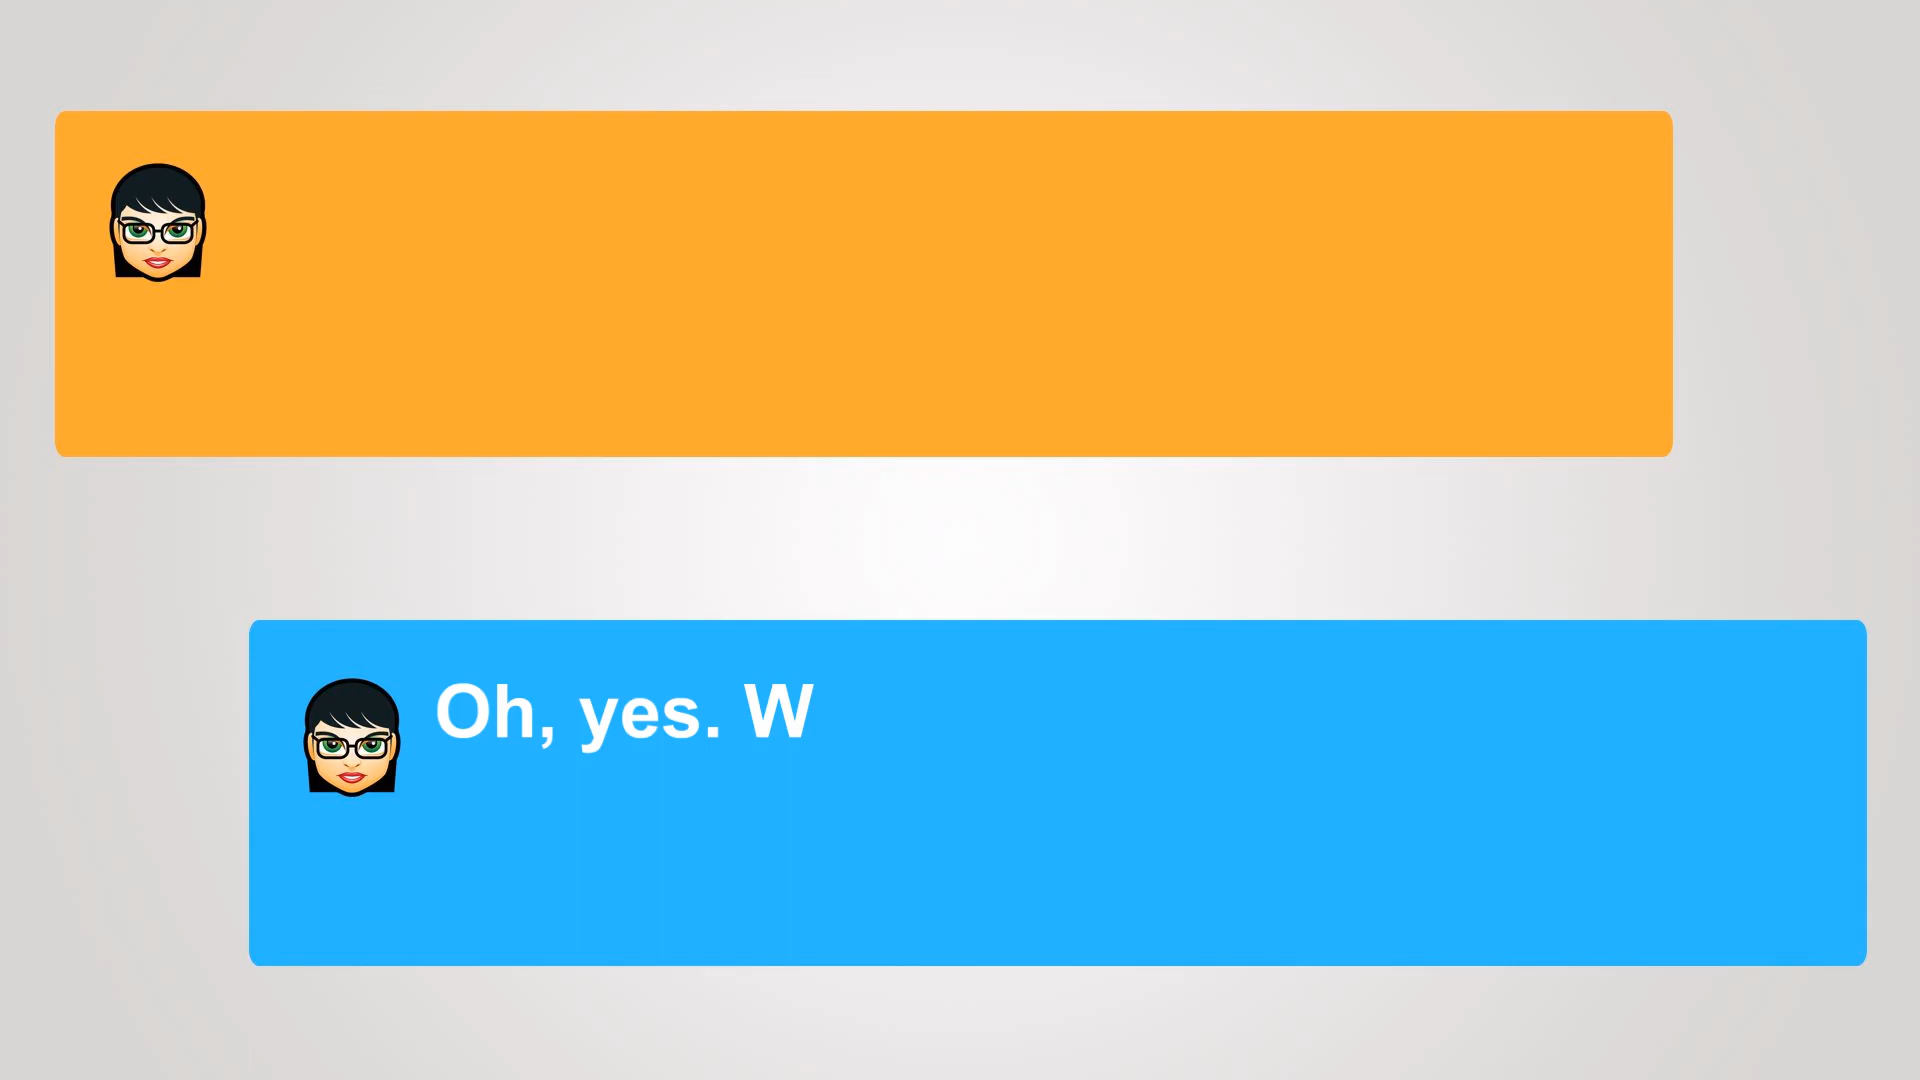 Oh, yes. W